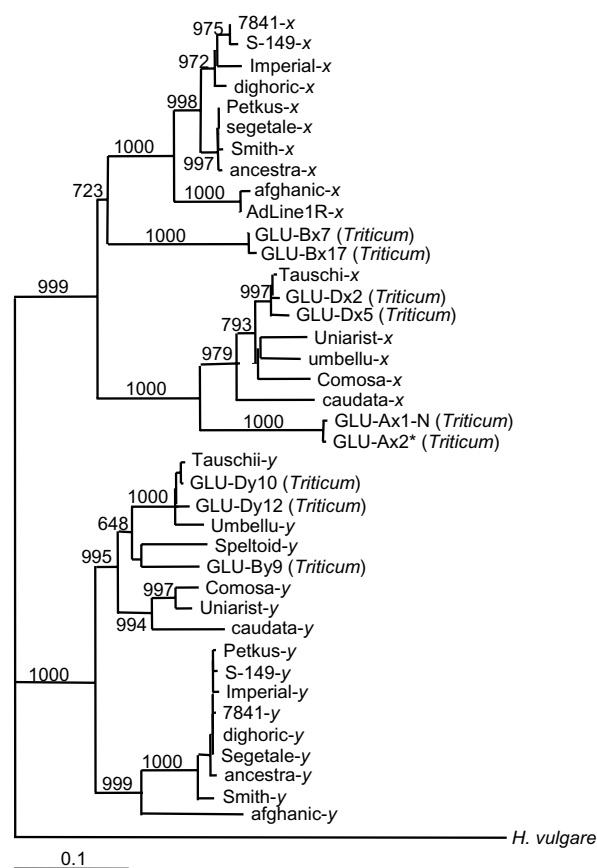 975
7841-x
S-149-x
972
Imperial-x
dighoric-x
998
Petkus-x
segetale-x
1000
Smith-x
997
ancestra-x
723
1000
afghanic-x
AdLine1R-x
1000
GLU-Bx7 (Triticum)
GLU-Bx17 (Triticum)
Tauschi-x
999
997
GLU-Dx2 (Triticum)
GLU-Dx5 (Triticum)
793
Uniarist-x
979
umbellu-x
Comosa-x
1000
caudata-x
1000
GLU-Ax1-N (Triticum)
GLU-Ax2* (Triticum)
Tauschii-y
GLU-Dy10 (Triticum)
1000
GLU-Dy12 (Triticum)
648
Umbellu-y
Speltoid-y
995
GLU-By9 (Triticum)
997
Comosa-y
Uniarist-y
994
caudata-y
Petkus-y
1000
S-149-y
Imperial-y
7841-y
dighoric-y
Segetale-y
1000
ancestra-y
999
Smith-y
afghanic-y
H. vulgare
0.1